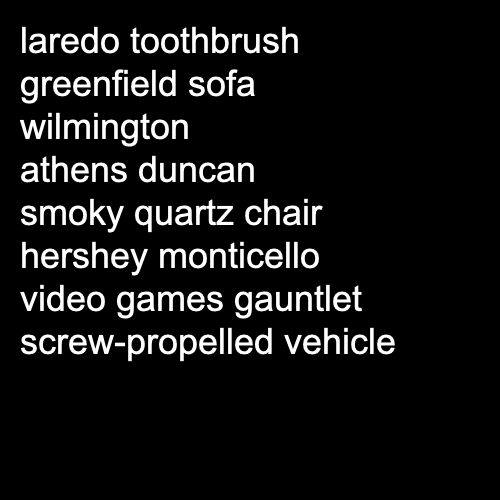 laredo toothbrush
greenfield sofa
wilmington
athens duncan
smoky quartz chair
hershey monticello
video games gauntlet
screw-propelled vehicle